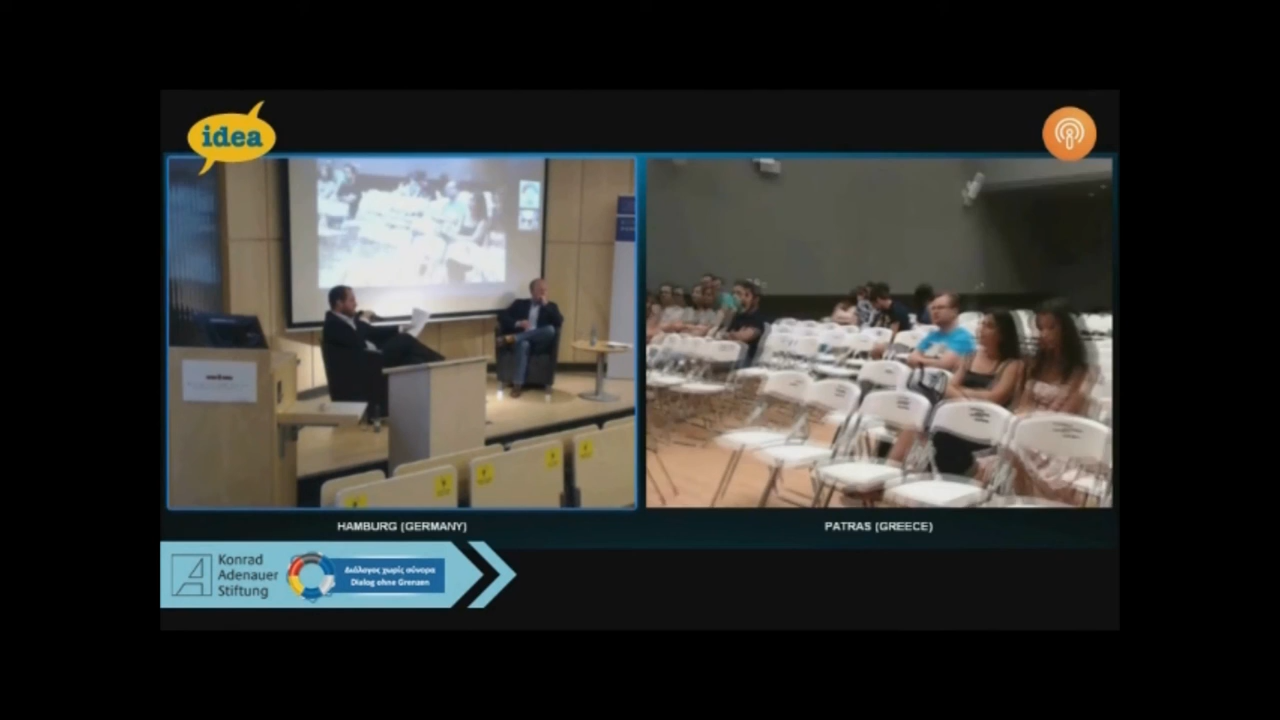 idea
HAMBURG (GERMANY)
PATRAS (GREECE)
Konrad
Adenauer
Stiftung
Διάλογος χωρίς σύνορα
Dialog ohne Grenzen